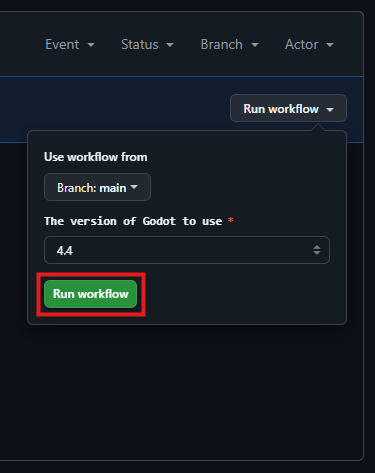 Event Status Branch Actor
Run workflow
Use workflow from
Branch: main
The version of Godot to use *
4.4
Run workflow